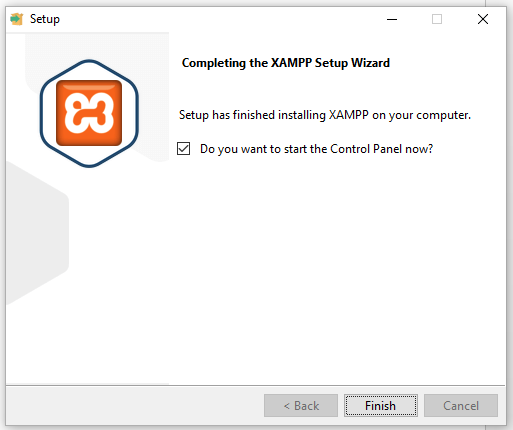 Setup
Completing the XAMPP Setup Wizard
Setup has finished installing XAMPP on your computer.
Do you want to start the Control Panel now?
< Back
Finish
Cancel